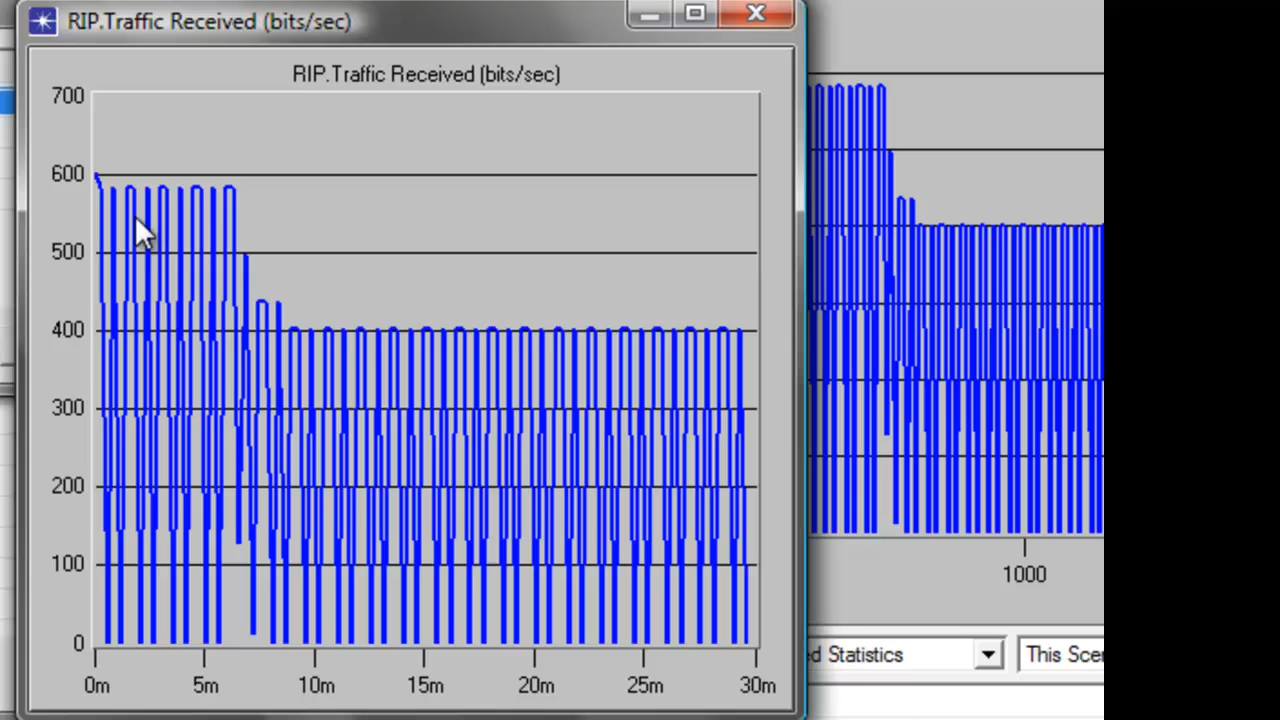 RIP.Traffic Received (bits/sec)
RIP.Traffic Received (bits/sec)
700
600
500
400
300
200
100
0
0m 5m 10m 15m 20m 25m 30m
1000
Statistics
This